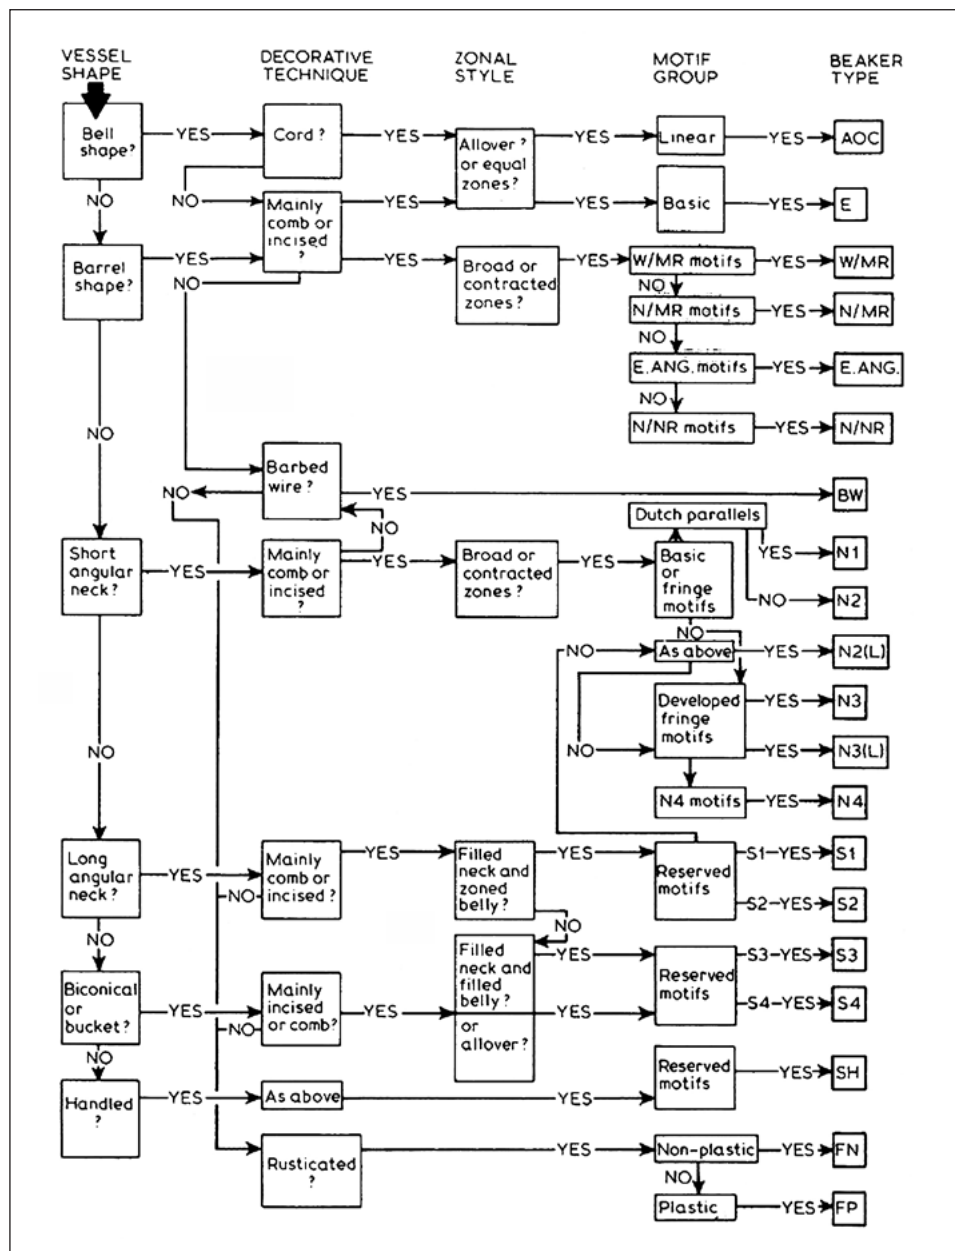 VESSEL
SHAPE
DECORATIVE
TECHNIQUE
ZONAL
STYLE
MOTIF
GROUP
BEAKER
TYPE
Bell
shape?
YES
Cord?
YES
Allover?
or equal
zones?
YES
Linear
YES
AOC
NO
NO
Mainly
comb or
incised
?
YES
YES
Basic
YES
E
Barrel
shape?
YES
YES
Broad or
contracted
zones?
YES
W/MR motifs
YES
W/MR
NO
NO
N/MR motifs
YES
N/MR
NO
E.ANG. motifs
YES
E.ANG.
NO
N/NR motifs
YES
N/NR
NO
Barbed
wire?
NO
YES
BW
NO
Dutch parallels
YES
N1
Short
angular
neck?
YES
Mainly
comb or
incised
?
YES
Broad or
contracted
zones?
YES
Basic
or
fringe
motifs
NO
N2
NO
NO
As above
YES
N2(L)
Developed
fringe
motifs
YES
N3
NO
YES
N3(L)
NO
N4 motifs
YES
N4
Long
angular
neck?
YES
Mainly
comb or
incised?
NO
YES
Filled
neck and
zoned
belly?
YES
Reserved
motifs
S1
YES
S1
S2
YES
S2
NO
NO
Filled
neck and
filled
belly?
or
allover?
YES
Reserved
motifs
S3
YES
S3
Biconical
or
bucket?
YES
Mainly
incised
or comb?
NO
YES
YES
S4
YES
S4
NO
Handled
?
YES
As above
YES
Reserved
motifs
YES
SH
Rusticated
?
YES
Non-plastic
YES
FN
NO
Plastic
YES
FP